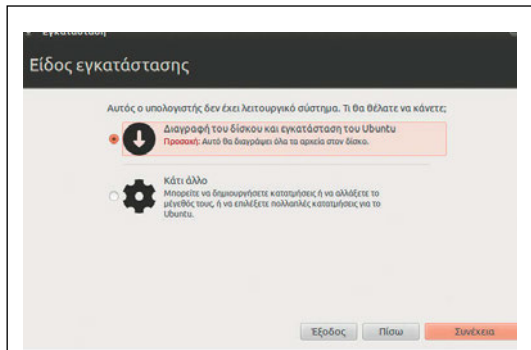 Εγκατάσταση
Είδος εγκατάστασης
Αυτός ο υπολογιστής δεν έχει λειτουργικό σύστημα. Τι θα θέλατε να κάνετε;
Διαγραφή του δίσκου και εγκατάσταση του Ubuntu
Προσοχή: Αυτό θα διαγράψει όλα τα αρχεία στον δίσκο.
Κάτι άλλο
Μπορείτε να δημιουργήσετε κατατμήσεις ή να αλλάξετε το
μέγεθός τους, ή να επιλέξετε πολλαπλές κατατμήσεις για το
Ubuntu.
Έξοδος
Πίσω
Συνέχεια